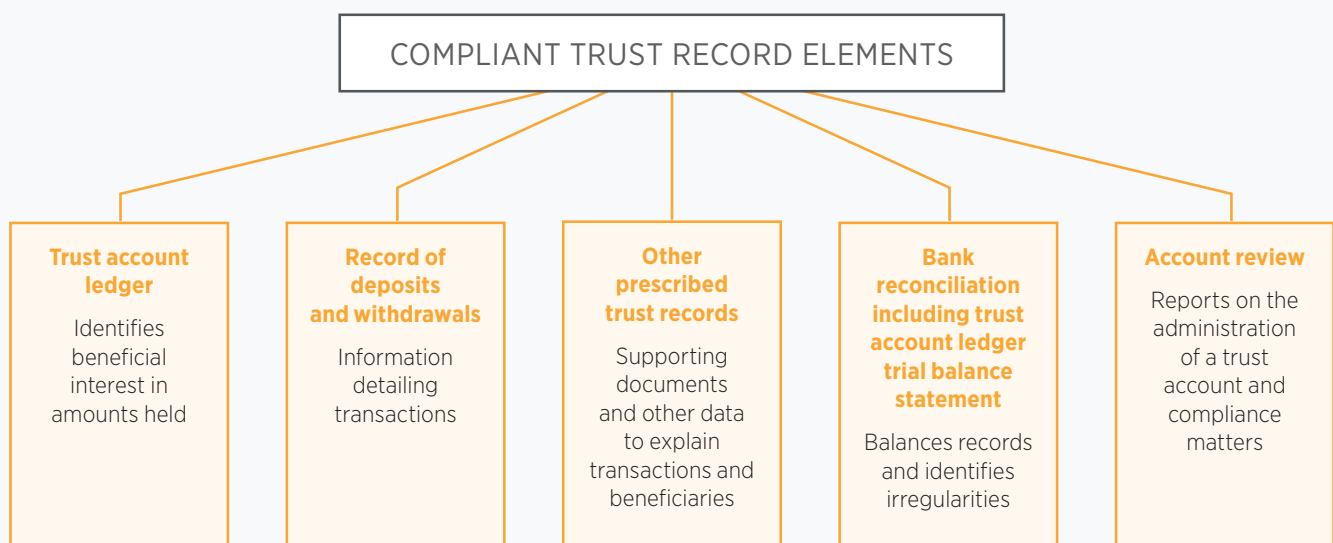 COMPLIANT TRUST RECORD ELEMENTS
Trust account
ledger
Identifies
beneficial
interest in
amounts held
Record of
deposits
and withdrawals
Information
detailing
transactions
Other
prescribed
trust records
Supporting
documents
and other data
to explain
transactions and
beneficiaries
Bank
reconciliation
including trust
account ledger
trial balance
statement
Balances records
and identifies
irregularities
Account review
Reports on the
administration
of a trust
account and
compliance
matters